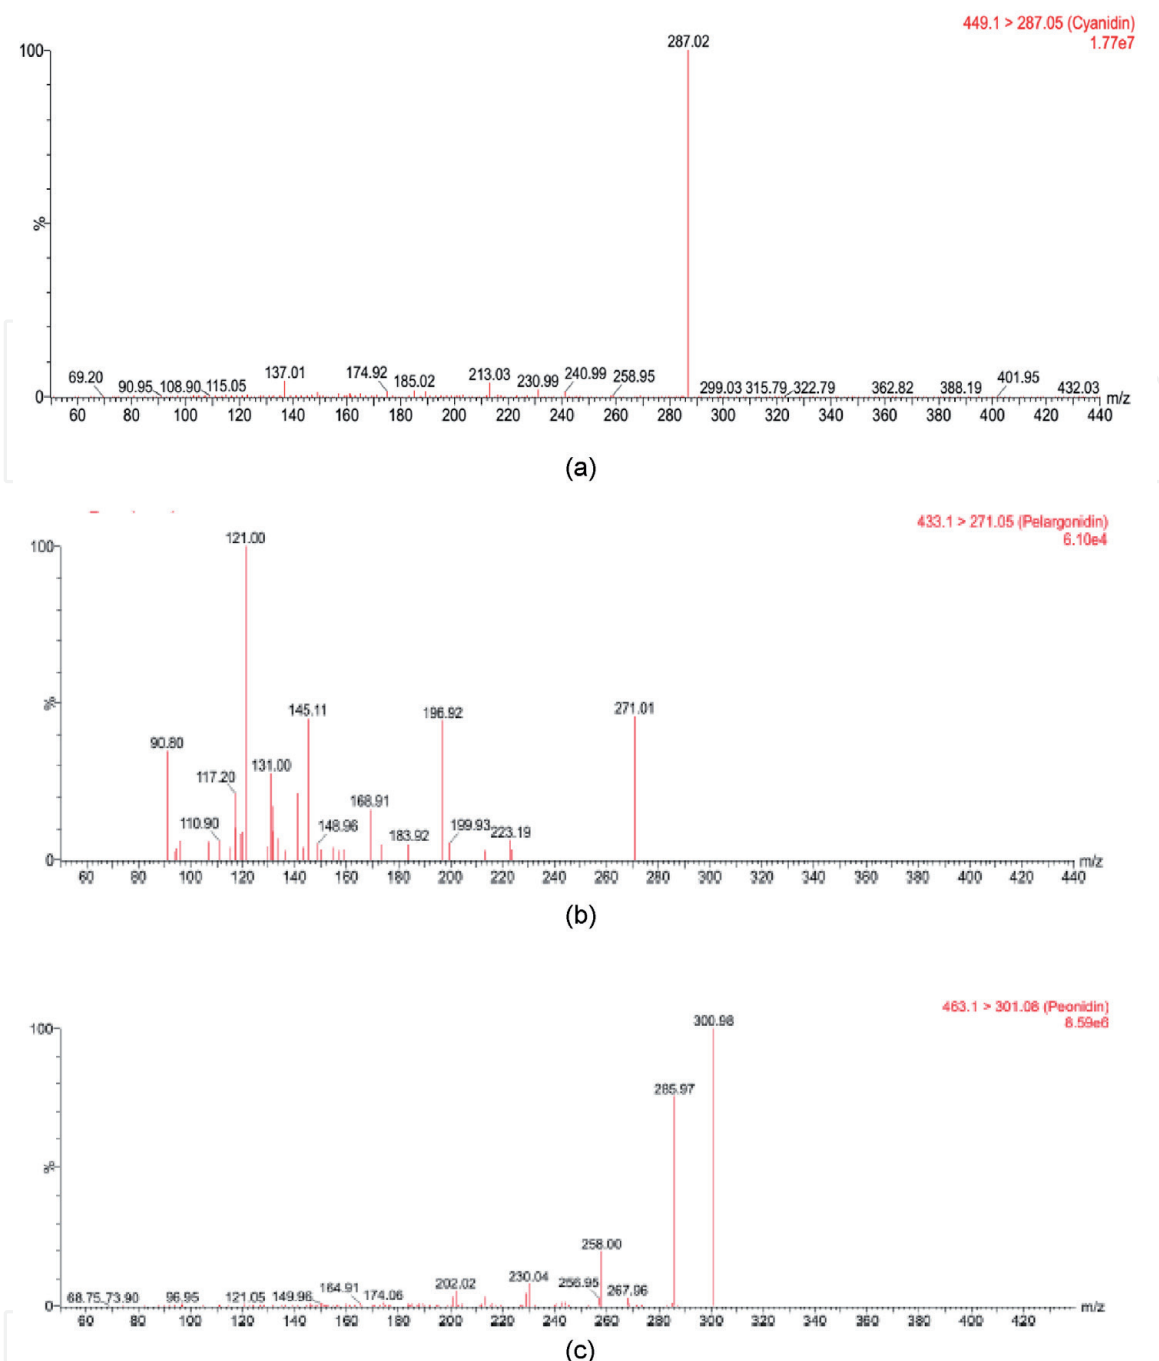 449.1 > 287.05 (Cyanidin)
1.77e7
287.02
100
%
69.20 90.95 108.90 115.05 137.01 174.92 185.02 213.03 230.99 240.99 258.95 299.03 315.79 322.79 362.82 388.19 401.95 432.03
0
m/z
60 80 100 120 140 160 180 200 220 240 260 280 300 320 340 360 380 400 420 440
(a)
433.1 > 271.05 (Pelargonidin)
6.10e4
121.00
100
%
90.80 117.20 110.90 131.00 145.11 148.96 168.91 183.92 196.92 199.93 223.19 271.01
0
m/z
60 80 100 120 140 160 180 200 220 240 260 280 300 320 340 360 380 400 420 440
(b)
463.1 > 301.06 (Peonidin)
8.59e6
300.98
100
285.97
%
68.75 73.90 96.95 121.05 149.96 164.91 174.06 202.02 230.04 256.95 258.00 267.96
0
m/z
60 80 100 120 140 160 180 200 220 240 260 280 300 320 340 360 380 400 420
(c)